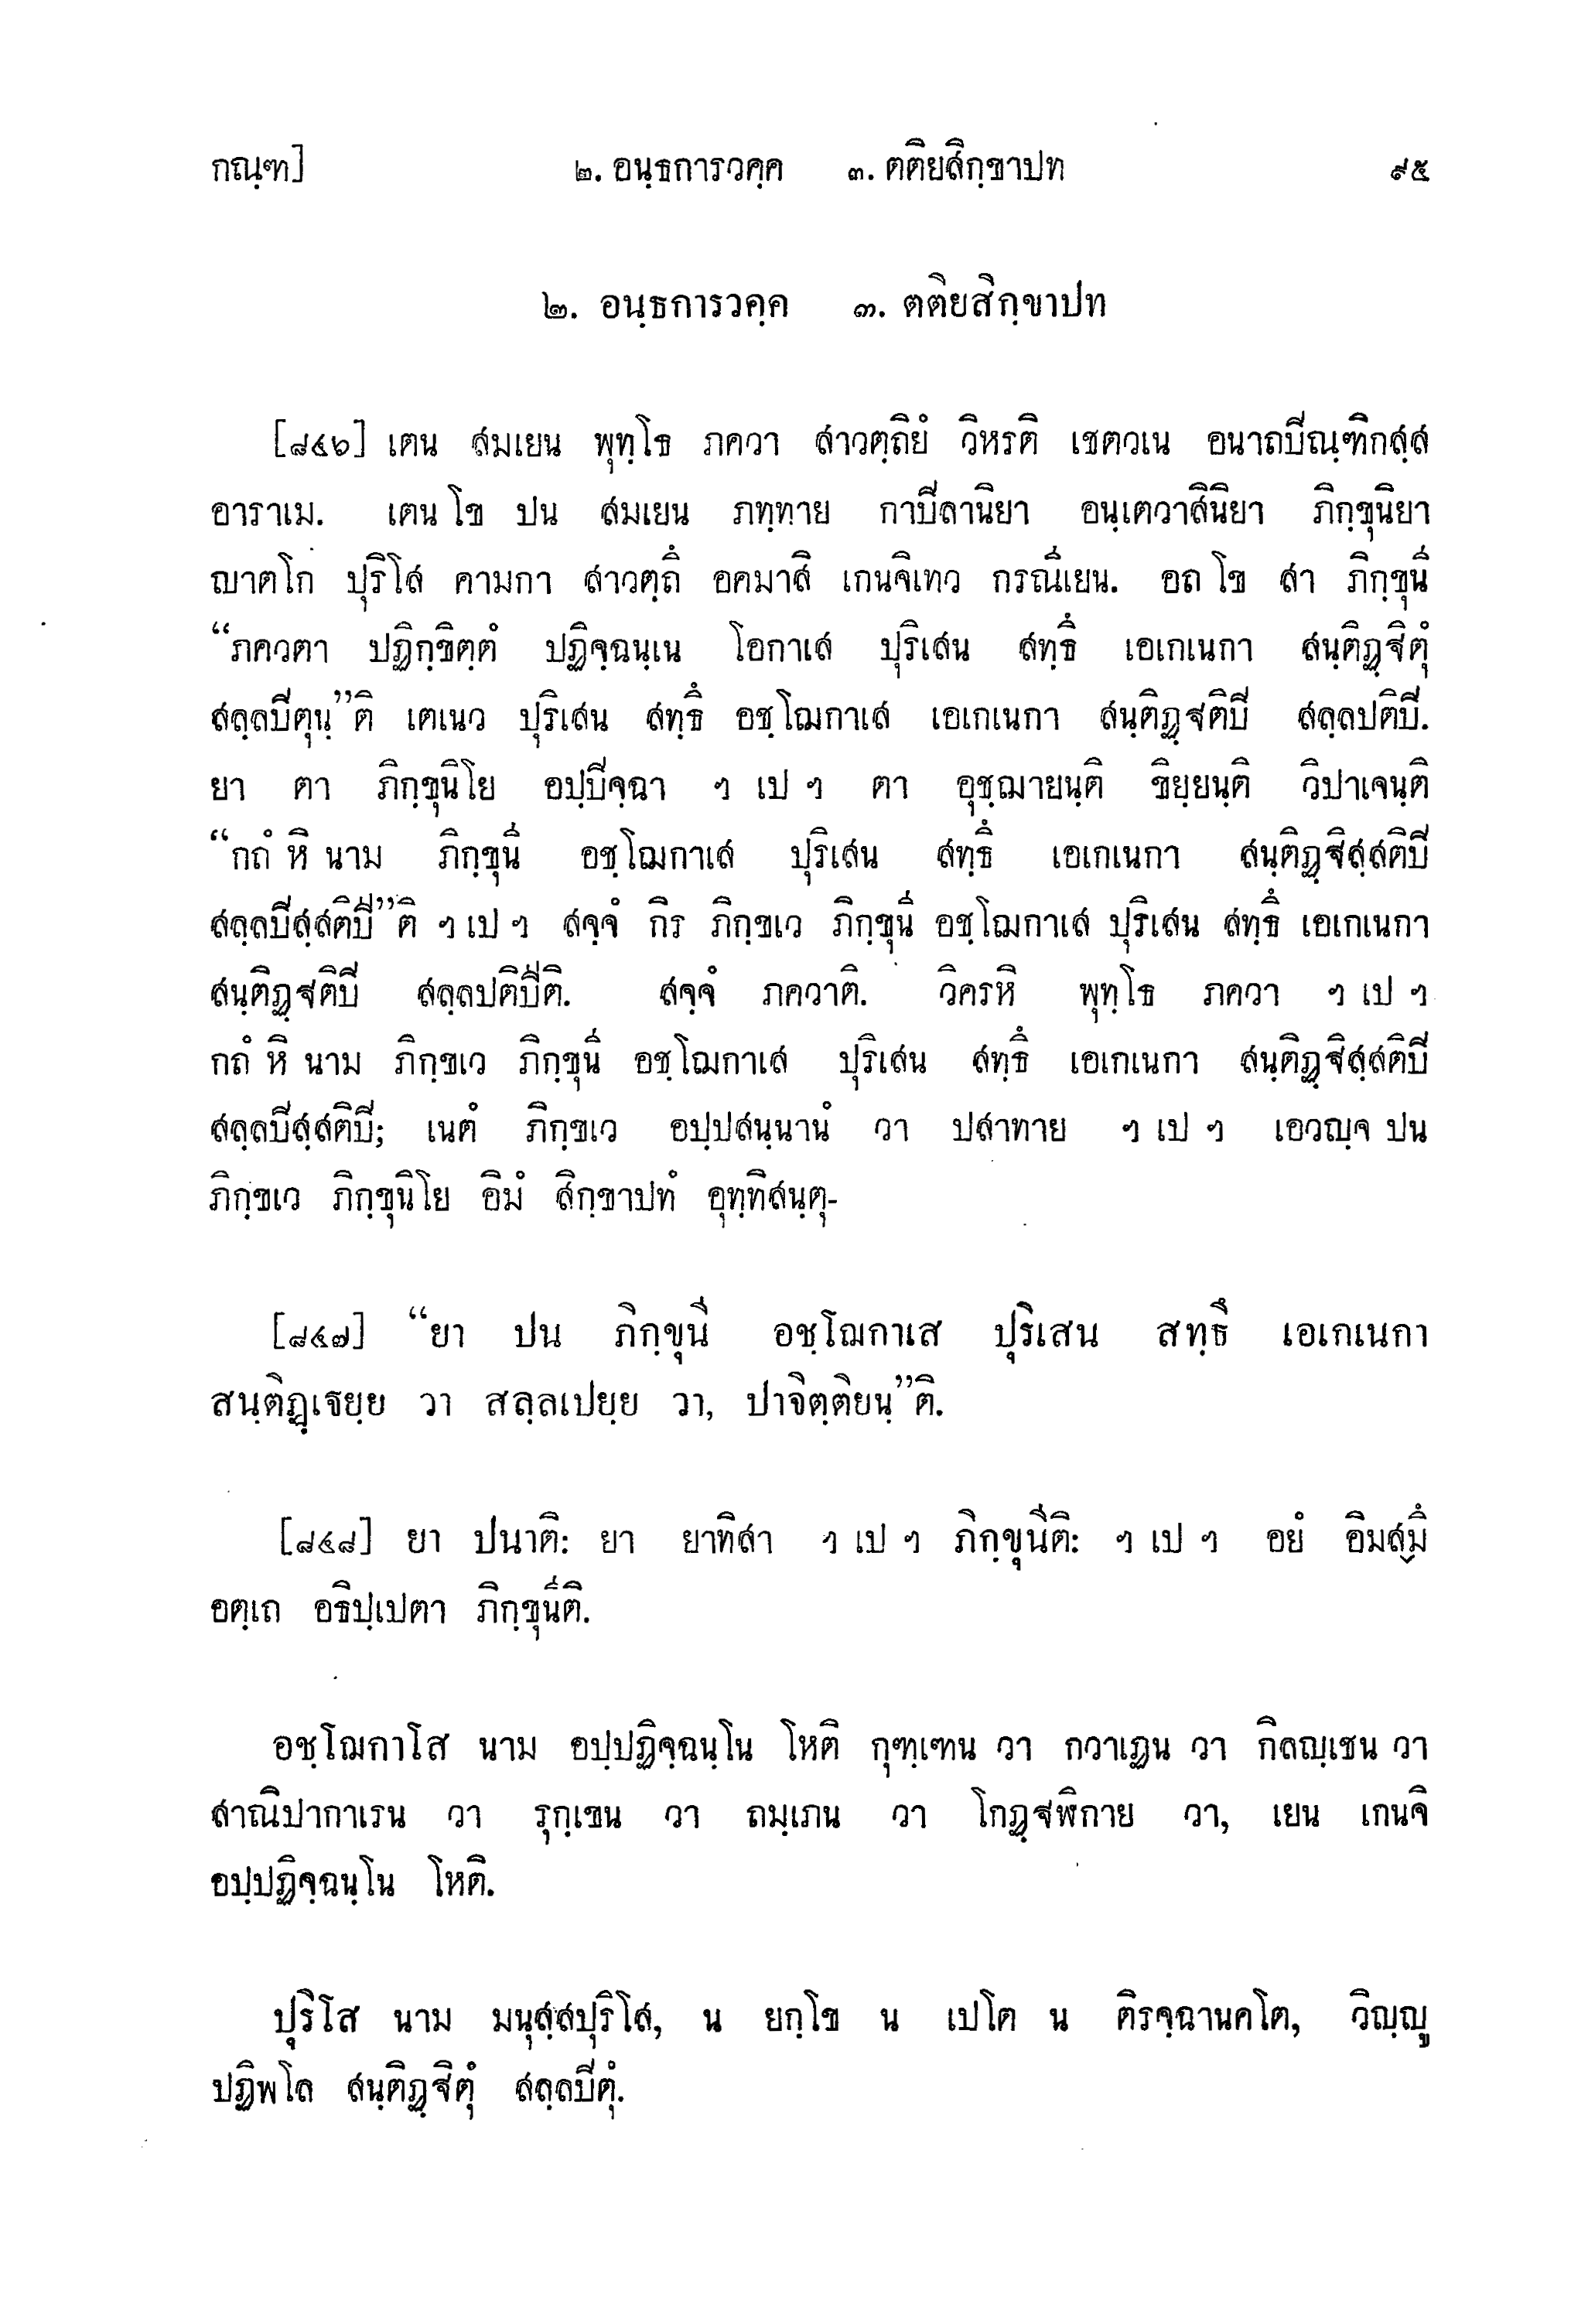 กณฺฑ] ๒. อนฺธการวคฺค ๓. ตติยสิกฺขาปท ๙๕
๒. อนฺธการวคฺค ๓. ตติยสิกฺขาปท
[๘๔๖] เตน สมเยน พุทฺโธ ภควา สาวตฺถิยํ วิหรติ เชตวเน อนาถปิณฺฑิกสฺส
อาราเม. เตน โข ปน สมเยน ภทฺทาย กาปิลานิยา อนฺเตวาสินิยา ภิกฺขุนิยา
ญาตโก ปุริโส คามกา สาวตฺถึ อคมาสิ เกนจิเทว กรณีเยน. อถ โข สา ภิกฺขุนี
“ภควตา ปฏิกฺขิตฺตํ ปฏิจฺฉนฺเน โอกาเส ปุริเสน สทฺธึ เอเกเนกา สนฺติฏฺฐิตุํ
สลฺลปิตุนฺ”ติ เตเนว ปุริเสน สทฺธึ อชฺโฌกาเส เอเกเนกา สนฺติฏฺฐติปิ สลฺลปติปิ.
ยา ตา ภิกฺขุนิโย อปฺปิจฺฉา ฯ เป ฯ ตา อุชฺฌายนฺติ ขิยฺยนฺติ วิปาเจนฺติ
“กถํ หิ นาม ภิกฺขุนี อชฺโฌกาเส ปุริเสน สทฺธึ เอเกเนกา สนฺติฏฺฐิสฺสติปิ
สลฺลปิสฺสติปี”ติ ฯ เป ฯ สจฺจํ กิร ภิกฺขเว ภิกฺขุนี อชฺโฌกาเส ปุริเสน สทฺธึ เอเกเนกา
สนฺติฏฺฐติปิ สลฺลปติปีติ. สจฺจํ ภควาติ. วิครหิ พุทฺโธ ภควา ฯ เป ฯ
กถํ หิ นาม ภิกฺขเว ภิกฺขุนี อชฺโฌกาเส ปุริเสน สทฺธึ เอเกเนกา สนฺติฏฺฐิสฺสติปิ
สลฺลปิสฺสติปิ; เนตํ ภิกฺขเว อปฺปสนฺนานํ วา ปสาทาย ฯ เป ฯ เอวญฺจ ปน
ภิกฺขเว ภิกฺขุนิโย อิมํ สิกฺขาปทํ อุทฺทิสนฺตุ-
[๘๔๗] “ยา ปน ภิกฺขุนี อชฺโฌกาเส ปุริเสน สทฺธึ เอเกเนกา
สนฺติฏฺเฐยฺย วา สลฺลเปยฺย วา, ปาจิตฺติยนฺ”ติ.
[๘๔๘] ยา ปนาติ: ยา ยาทิสา ฯ เป ฯ ภิกฺขุนีติ: ฯ เป ฯ อยํ อิมสฺมึ
อตฺเถ อธิปฺเปตา ภิกฺขุนีติ.
อชฺโฌกาโส นาม อปฺปฏิจฺฉนฺโน โหติ กุฑฺเฑน วา กวาเฏน วา กิลญฺเชน วา
สาณิปากาเรน วา รุกฺเขน วา ถมฺเภน วา โกฏฺฐพิกาย วา, เยน เกนจิ
อปฺปฏิจฺฉนฺโน โหติ.
ปุริโส นาม มนุสฺสปุริโส, น ยกฺโข น เปโต น ติรจฺฉานคโต, วิญฺญู
ปฏิพโล สนฺติฏฺฐิตุํ สลฺลปิตุํ.